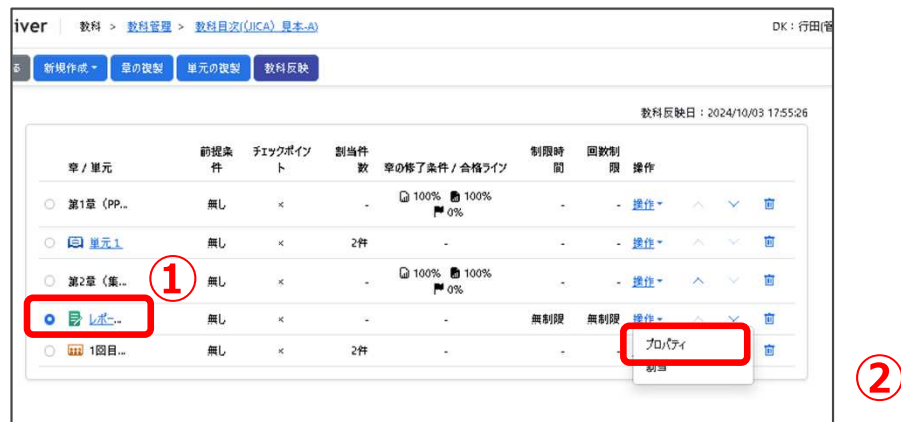 iver 教科 > 教科管理 > 教科目次(（JICA）見本-A) DK：行田(管
る 新規作成 章の複製 単元の複製 教科反映
教科反映日：2024/10/03 17:55:26
章 / 単元 前提条件 チェックポイント 割当件数 章の修了条件 / 合格ライン 制限時間 回数制限 操作
第1章（PP... 無し × - 100% 100% 0% - - 操作
単元１ 無し × 2件 - - - 操作
第2章（集... 無し × - 100% 100% 0% - - 操作
①
レポー... 無し × - - 無制限 無制限 操作
1回目... 無し × 2件 - - -
プロパティ
割当
②